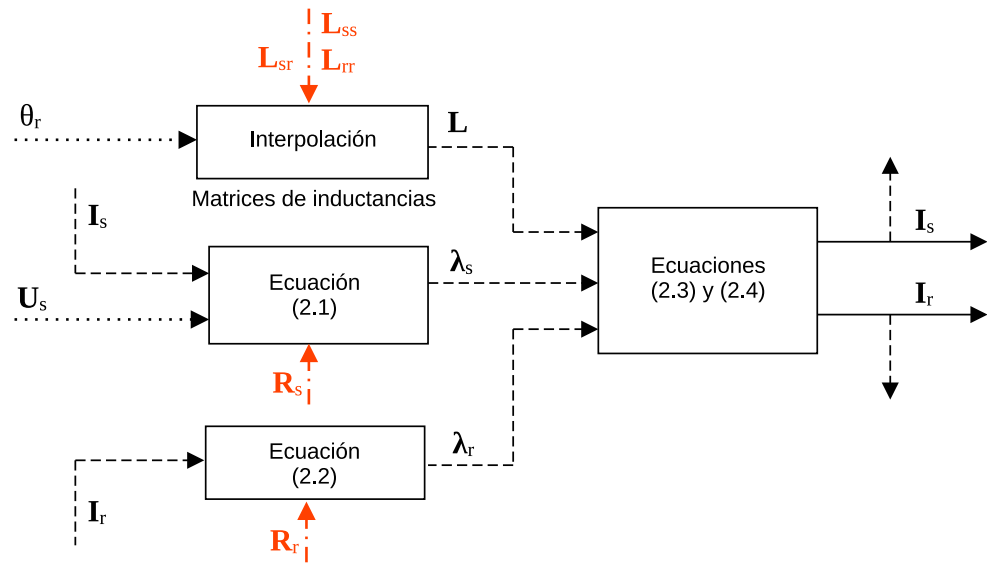 Lss
Lsr
Lrr
θr
Interpolación
L
Matrices de inductancias
Is
Us
Ecuación
(2.1)
λs
Rs
Ecuaciones
(2.3) y (2.4)
Is
Ir
Ecuación
(2.2)
λr
Ir
Rr